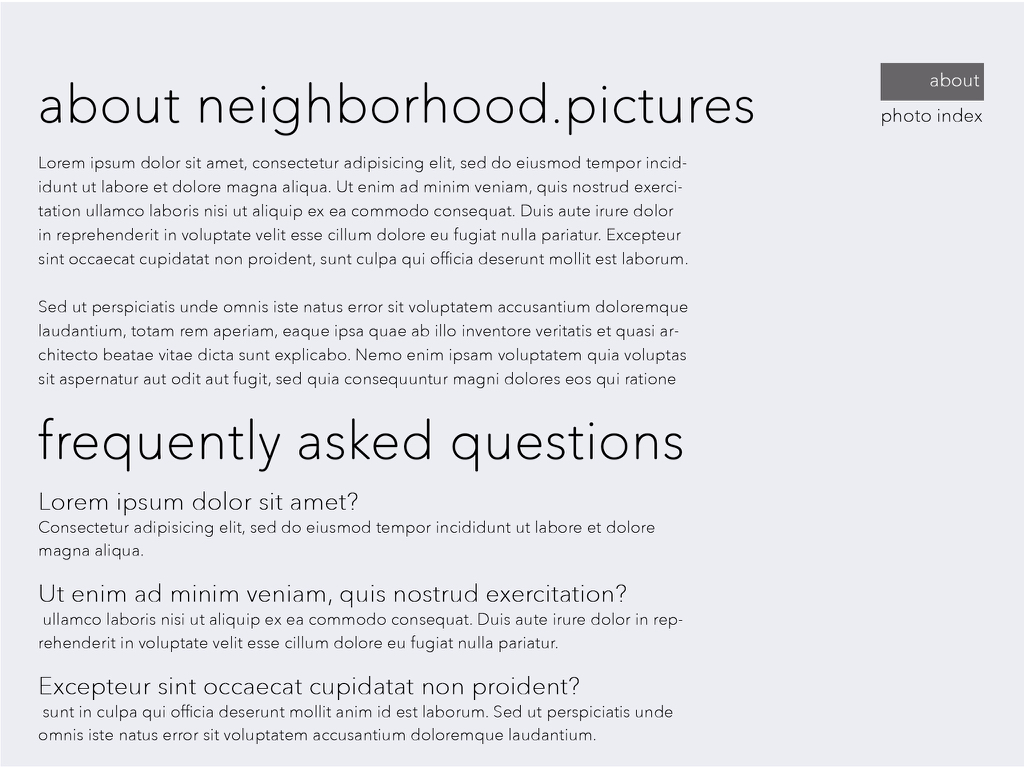 about
photo index
about neighborhood.pictures
Lorem ipsum dolor sit amet, consectetur adipisicing elit, sed do eiusmod tempor incid-
idunt ut labore et dolore magna aliqua. Ut enim ad minim veniam, quis nostrud exerci-
tation ullamco laboris nisi ut aliquip ex ea commodo consequat. Duis aute irure dolor
in reprehenderit in voluptate velit esse cillum dolore eu fugiat nulla pariatur. Excepteur
sint occaecat cupidatat non proident, sunt culpa qui officia deserunt mollit est laborum.
Sed ut perspiciatis unde omnis iste natus error sit voluptatem accusantium doloremque
laudantium, totam rem aperiam, eaque ipsa quae ab illo inventore veritatis et quasi ar-
chitecto beatae vitae dicta sunt explicabo. Nemo enim ipsam voluptatem quia voluptas
sit aspernatur aut odit aut fugit, sed quia consequuntur magni dolores eos qui ratione
frequently asked questions
Lorem ipsum dolor sit amet?
Consectetur adipisicing elit, sed do eiusmod tempor incididunt ut labore et dolore
magna aliqua.
Ut enim ad minim veniam, quis nostrud exercitation?
ullamco laboris nisi ut aliquip ex ea commodo consequat. Duis aute irure dolor in rep-
rehenderit in voluptate velit esse cillum dolore eu fugiat nulla pariatur.
Excepteur sint occaecat cupidatat non proident?
sunt in culpa qui officia deserunt mollit anim id est laborum. Sed ut perspiciatis unde
omnis iste natus error sit voluptatem accusantium doloremque laudantium.